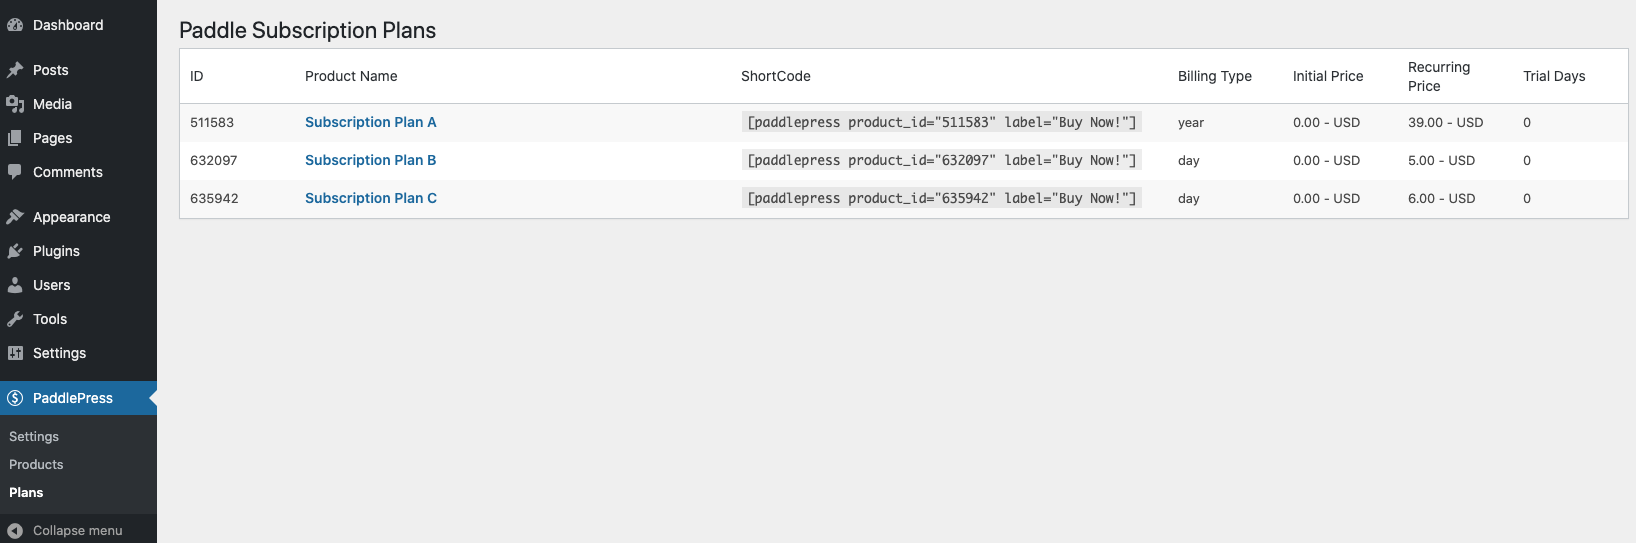 Dashboard
Posts
Media
Pages
Comments
Appearance
Plugins
Users
Tools
Settings
PaddlePress
Settings
Products
Plans
Collapse menu
Paddle Subscription Plans
ID Product Name ShortCode Billing Type Initial Price Recurring Price Trial Days
511583 Subscription Plan A [paddlepress product_id="511583" label="Buy Now!"] year 0.00 - USD 39.00 - USD 0
632097 Subscription Plan B [paddlepress product_id="632097" label="Buy Now!"] day 0.00 - USD 5.00 - USD 0
635942 Subscription Plan C [paddlepress product_id="635942" label="Buy Now!"] day 0.00 - USD 6.00 - USD 0